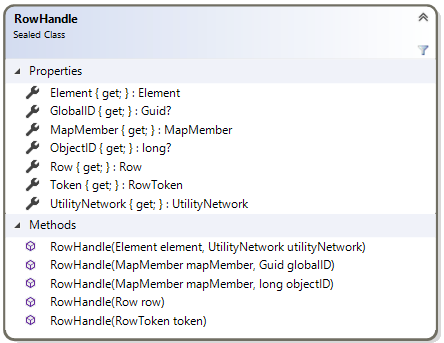 RowHandle
Sealed Class
Properties
Element { get; } : Element
GlobalID { get; } : Guid?
MapMember { get; } : MapMember
ObjectID { get; } : long?
Row { get; } : Row
Token { get; } : RowToken
UtilityNetwork { get; } : UtilityNetwork
Methods
RowHandle(Element element, UtilityNetwork utilityNetwork)
RowHandle(MapMember mapMember, Guid globalID)
RowHandle(MapMember mapMember, long objectID)
RowHandle(Row row)
RowHandle(RowToken token)